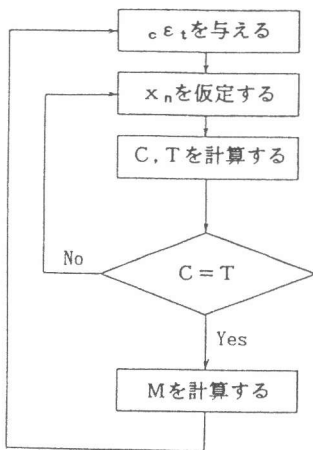 cεtを与える
xnを仮定する
C,Tを計算する
No
C=T
Yes
Mを計算する